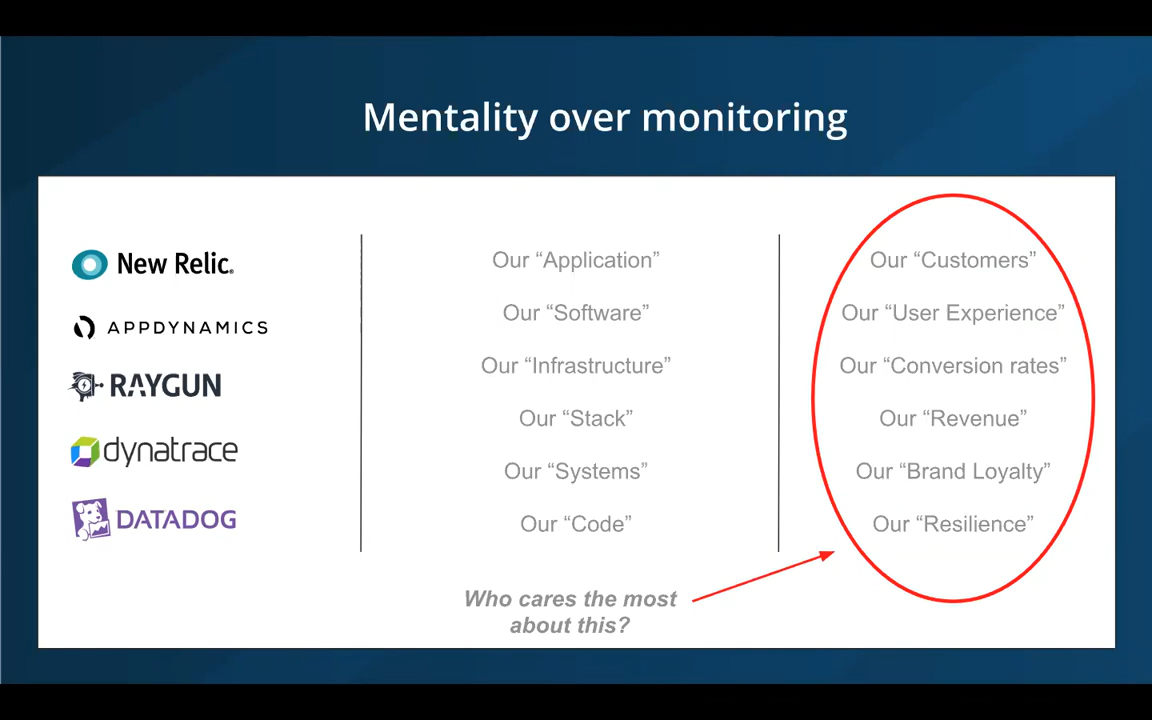 Mentality over monitoring
New Relic.
APPDYNAMICS
RAYGUN
dynatrace
DATADOG
Our “Application”
Our “Software”
Our “Infrastructure”
Our “Stack”
Our “Systems”
Our “Code”
Our “Customers”
Our “User Experience”
Our “Conversion rates”
Our “Revenue”
Our “Brand Loyalty”
Our “Resilience”
Who cares the most
about this?